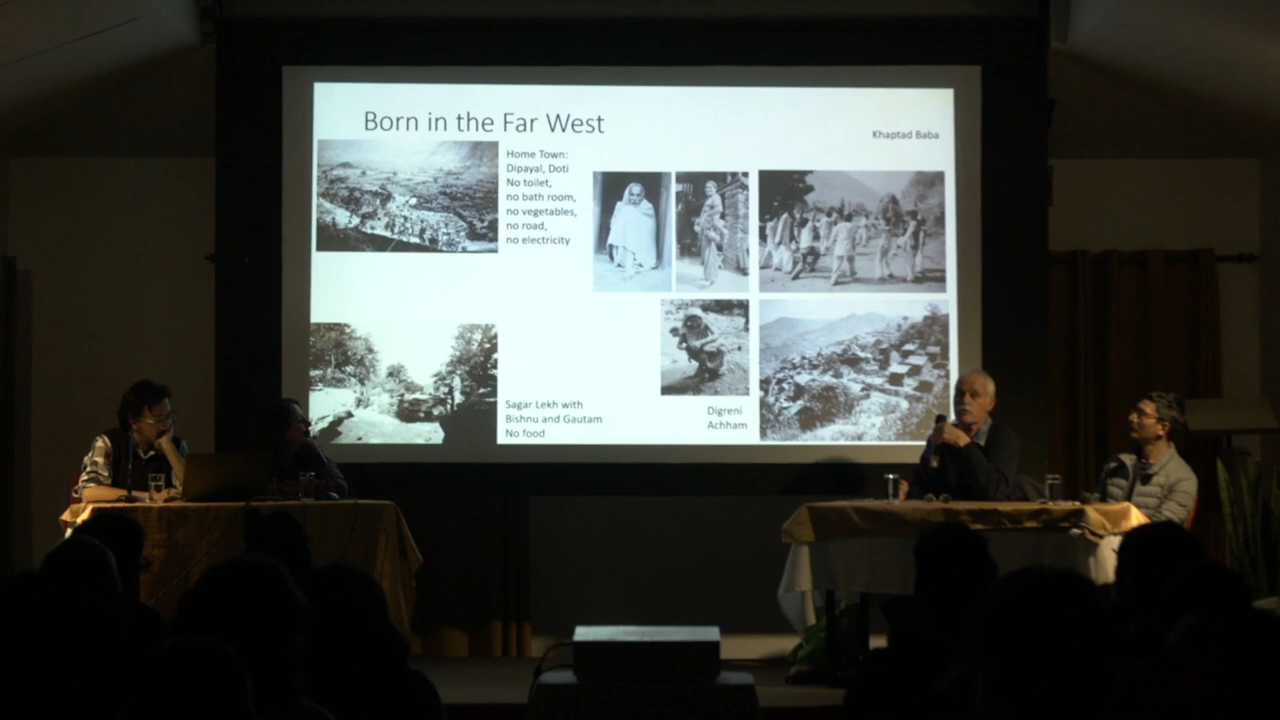 Born in the Far West
Khaptad Baba
Home Town:
Dipayal, Doti
No toilet,
no bath room,
no vegetables,
no road,
no electricity
Sagar Lekh with
Bishnu and Gautam
No food
Digreni
Achham